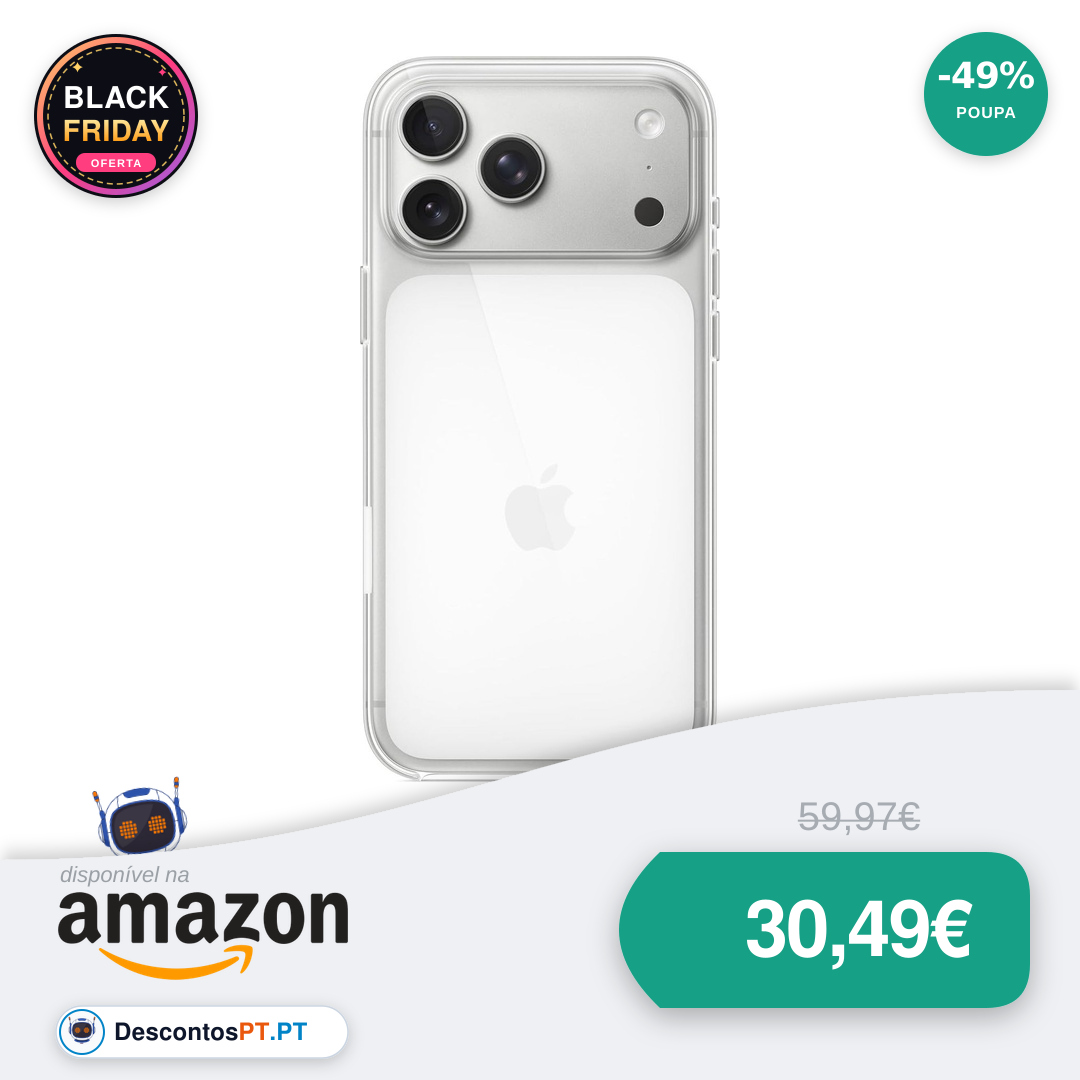 BLACK
FRIDAY
OFERTA
-49%
POUPA
59,97€
30,49€
disponível na
amazon
DescontosPT.PT